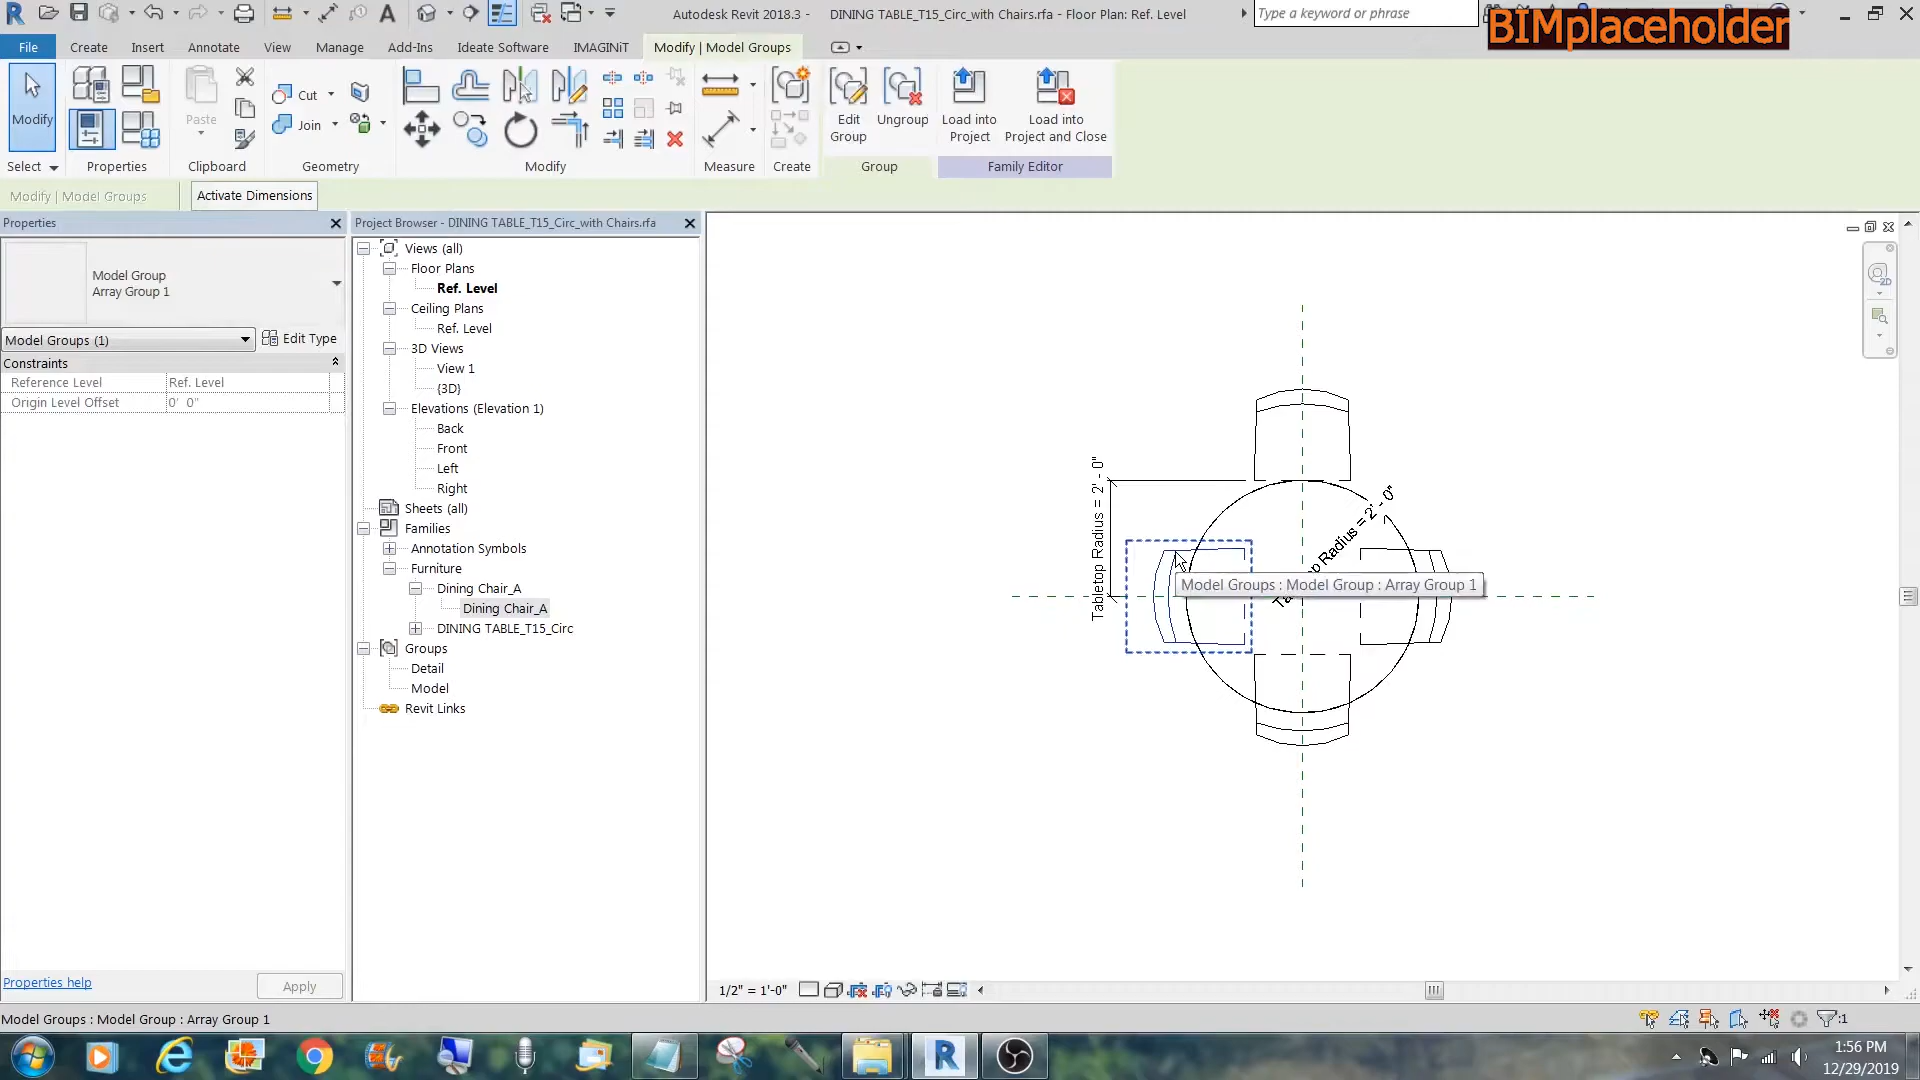 Autodesk Revit 2018.3 - DINING TABLE_T15_Circ_with Chairs.rfa - Floor Plan: Ref. Level
Type a keyword or phrase
BIMplaceholder
File Create Insert Annotate View Manage Add-Ins Ideate Software IMAGINiT Modify | Model Groups
Modify
Paste
Cut
Join
Edit Group
Ungroup
Load into Project
Load into Project and Close
Select Properties Clipboard Geometry Modify Measure Create Group Family Editor
Modify | Model Groups
Activate Dimensions
Properties
Model Group
Array Group 1
Model Groups (1)
Edit Type
Constraints
Reference Level Ref. Level
Origin Level Offset 0' 0"
Properties help
Apply
Project Browser - DINING TABLE_T15_Circ_with Chairs.rfa
Views (all)
Floor Plans
Ref. Level
Ceiling Plans
Ref. Level
3D Views
View 1
{3D}
Elevations (Elevation 1)
Back
Front
Left
Right
Sheets (all)
Families
Annotation Symbols
Furniture
Dining Chair_A
Dining Chair_A
DINING TABLE_T15_Circ
Groups
Detail
Model
Revit Links
2D
Tabletop Radius = 2' - 0"
Radius = 2' - 0"
Model Groups : Model Group : Array Group 1
1/2" = 1'-0"
Model Groups : Model Group : Array Group 1
:1
1:56 PM
12/29/2019